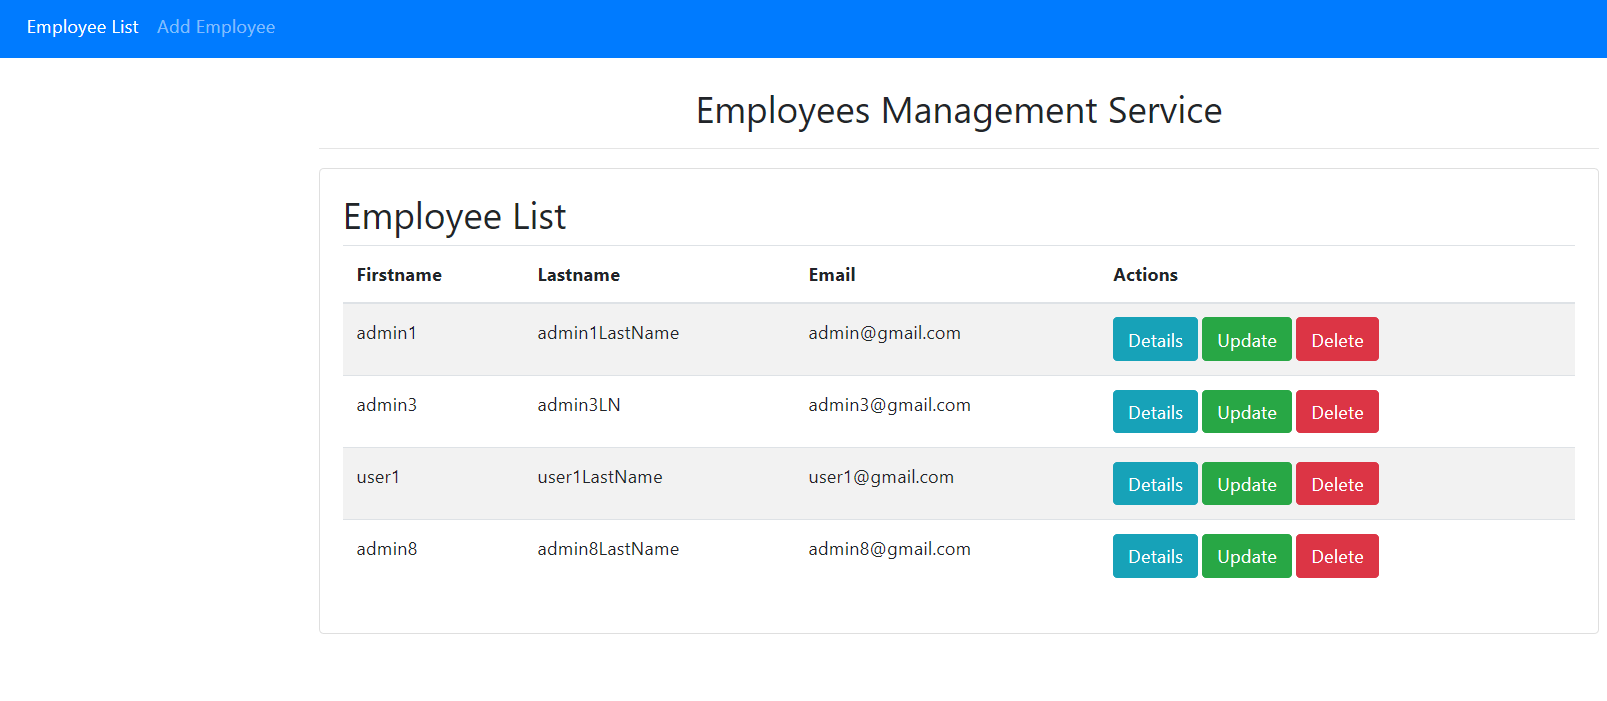 Employee List Add Employee
Employees Management Service
Employee List
Firstname Lastname Email Actions
admin1 admin1LastName admin@gmail.com Details Update Delete
admin3 admin3LN admin3@gmail.com Details Update Delete
user1 user1LastName user1@gmail.com Details Update Delete
admin8 admin8LastName admin8@gmail.com Details Update Delete